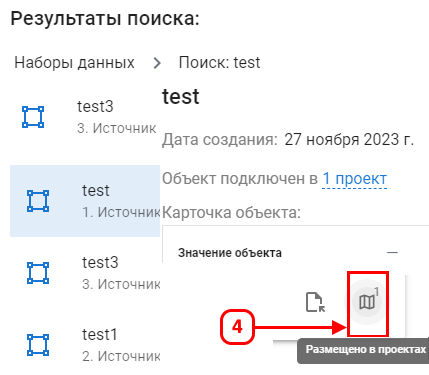 Результаты поиска:
Наборы данных > Поиск: test
test3
3. Источник
test
1. Источник
test3
3. Источник
test1
2. Источник
test
Дата создания: 27 ноября 2023 г.
Объект подключен в 1 проект
Карточка объекта:
Значение объекта
1
4
Размещено в проектах